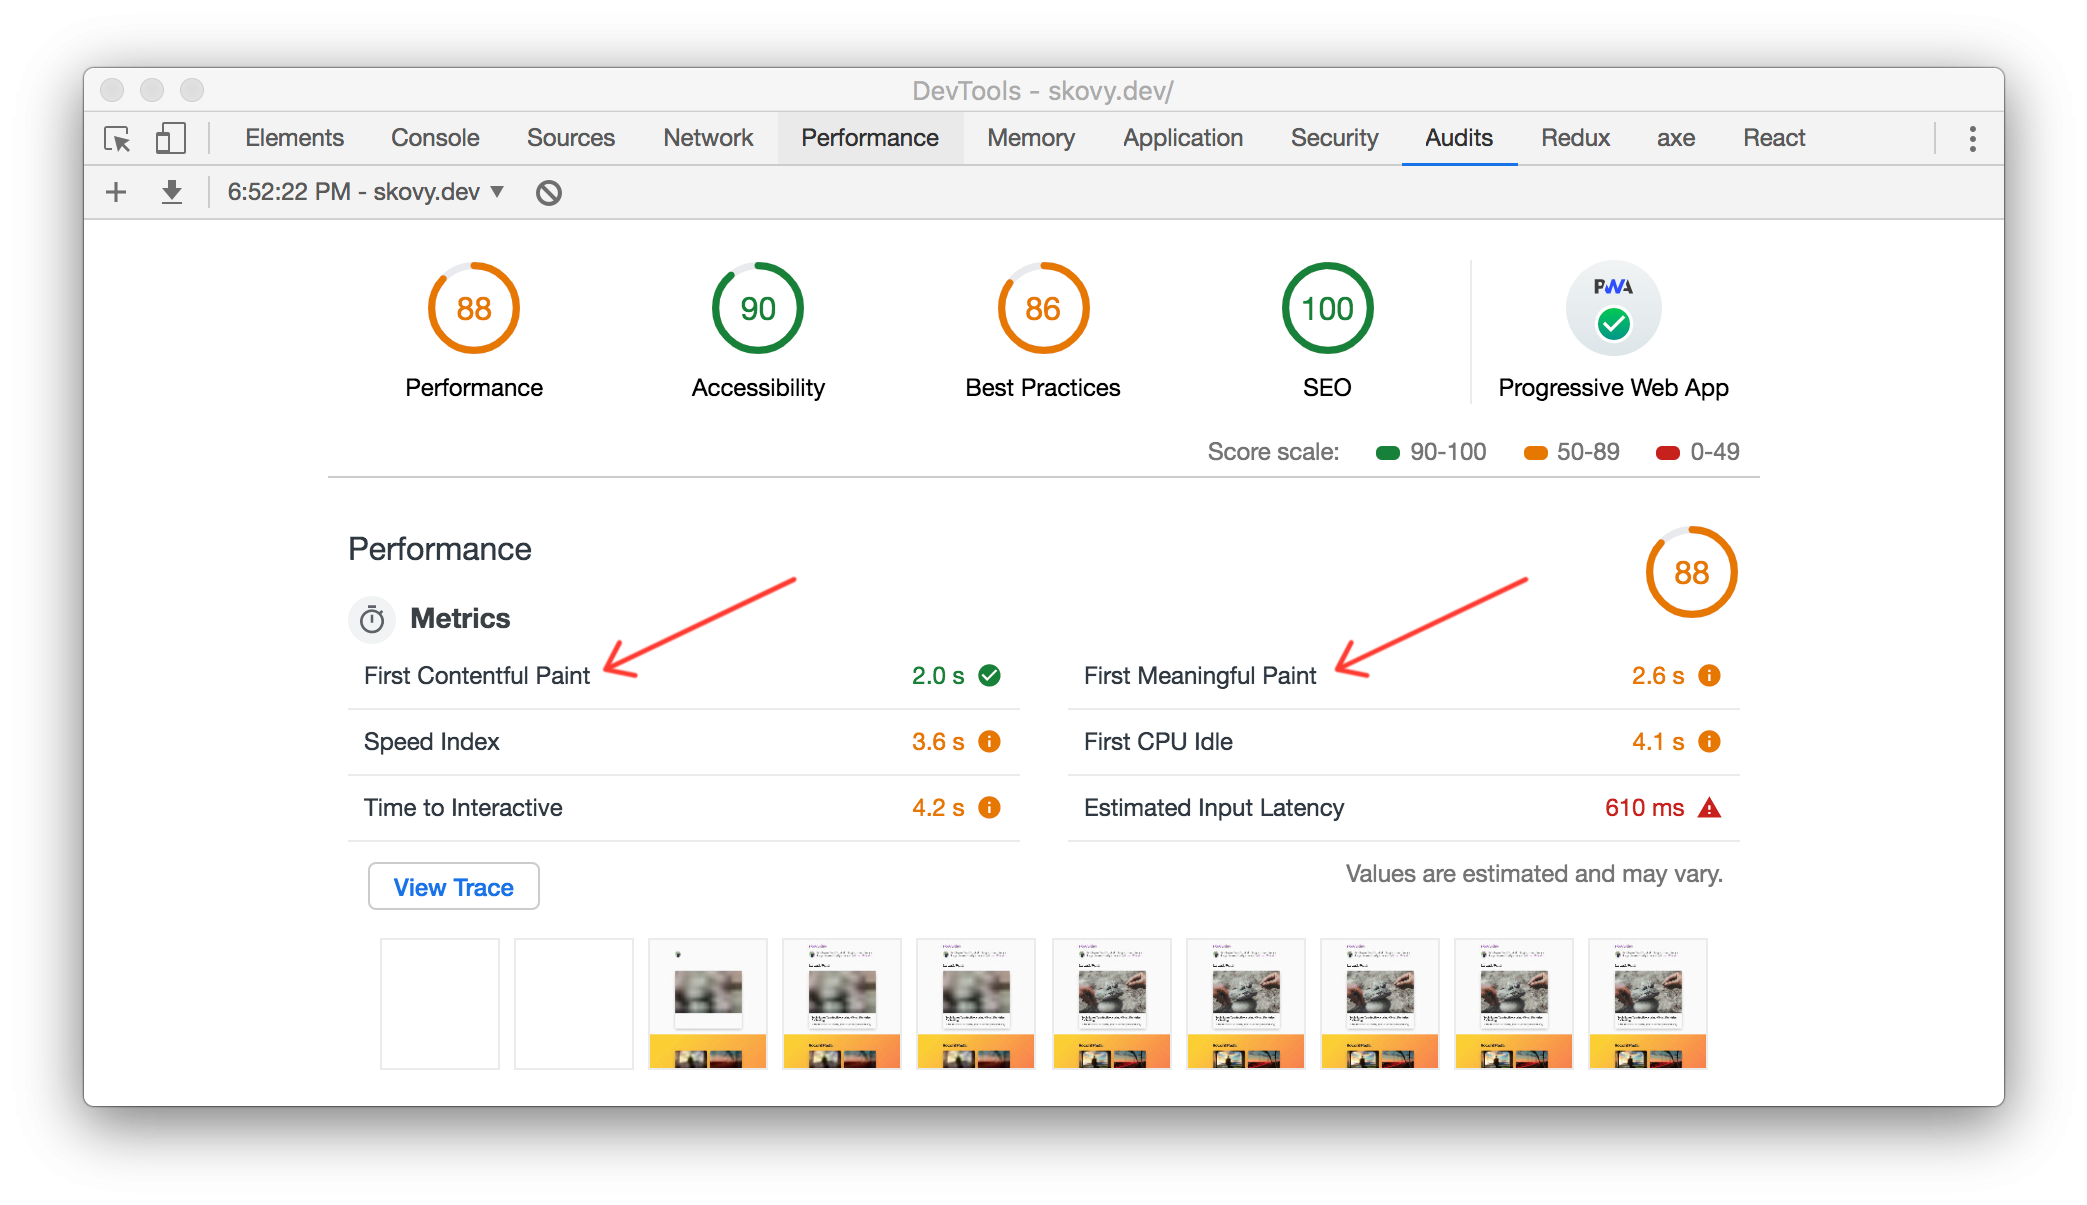 DevTools - skovy.dev/
Elements Console Sources Network Performance Memory Application Security Audits Redux axe React
6:52:22 PM - skovy.dev
88 90 86 100 PWA
Performance Accessibility Best Practices SEO Progressive Web App
Score scale: 90-100 50-89 0-49
Performance 88
Metrics
First Contentful Paint 2.0 s First Meaningful Paint 2.6 s
Speed Index 3.6 s First CPU Idle 4.1 s
Time to Interactive 4.2 s Estimated Input Latency 610 ms
View Trace Values are estimated and may vary.